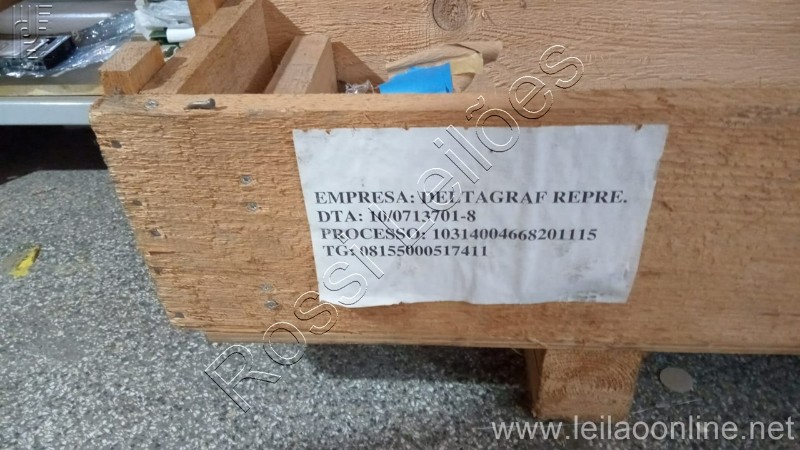 EMPRESA: DELTAGRAF REPRE.
DTA: 10/0713701-8
PROCESSO: 10314004668201115
TG: 08155000517411
Rossi Leilões
www.leilaoonline.net